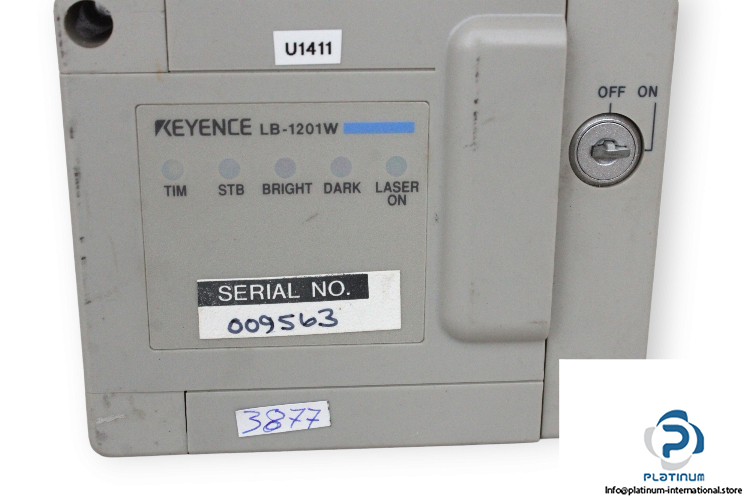 U1411
OFF ON
KEYENCE LB-1201W
TIM STB BRIGHT DARK LASER ON
SERIAL NO.
009563
3877
PLATINUM
Info@platinum-international.store